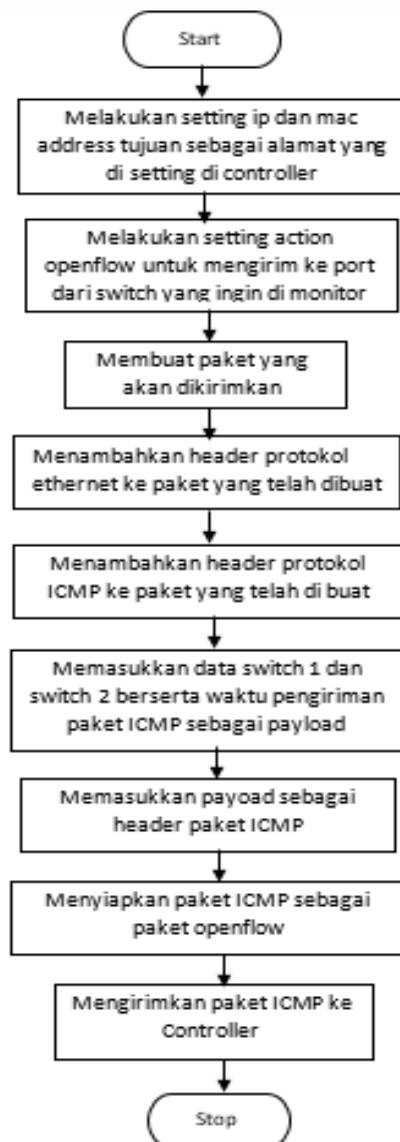 Start
Melakukan setting ip dan mac
address tujuan sebagai alamat yang
di setting di controller
Melakukan setting action
openflow untuk mengirim ke port
dari switch yang ingin di monitor
Membuat paket yang
akan dikirimkan
Menambahkan header protokol
ethernet ke paket yang telah dibuat
Menambahkan header protokol
ICMP ke paket yang telah di buat
Memasukkan data switch 1 dan
switch 2 berserta waktu pengiriman
paket ICMP sebagai payload
Memasukkan payoad sebagai
header paket ICMP
Menyiapkan paket ICMP sebagai
paket openflow
Mengirimkan paket ICMP ke
Controller
Stop